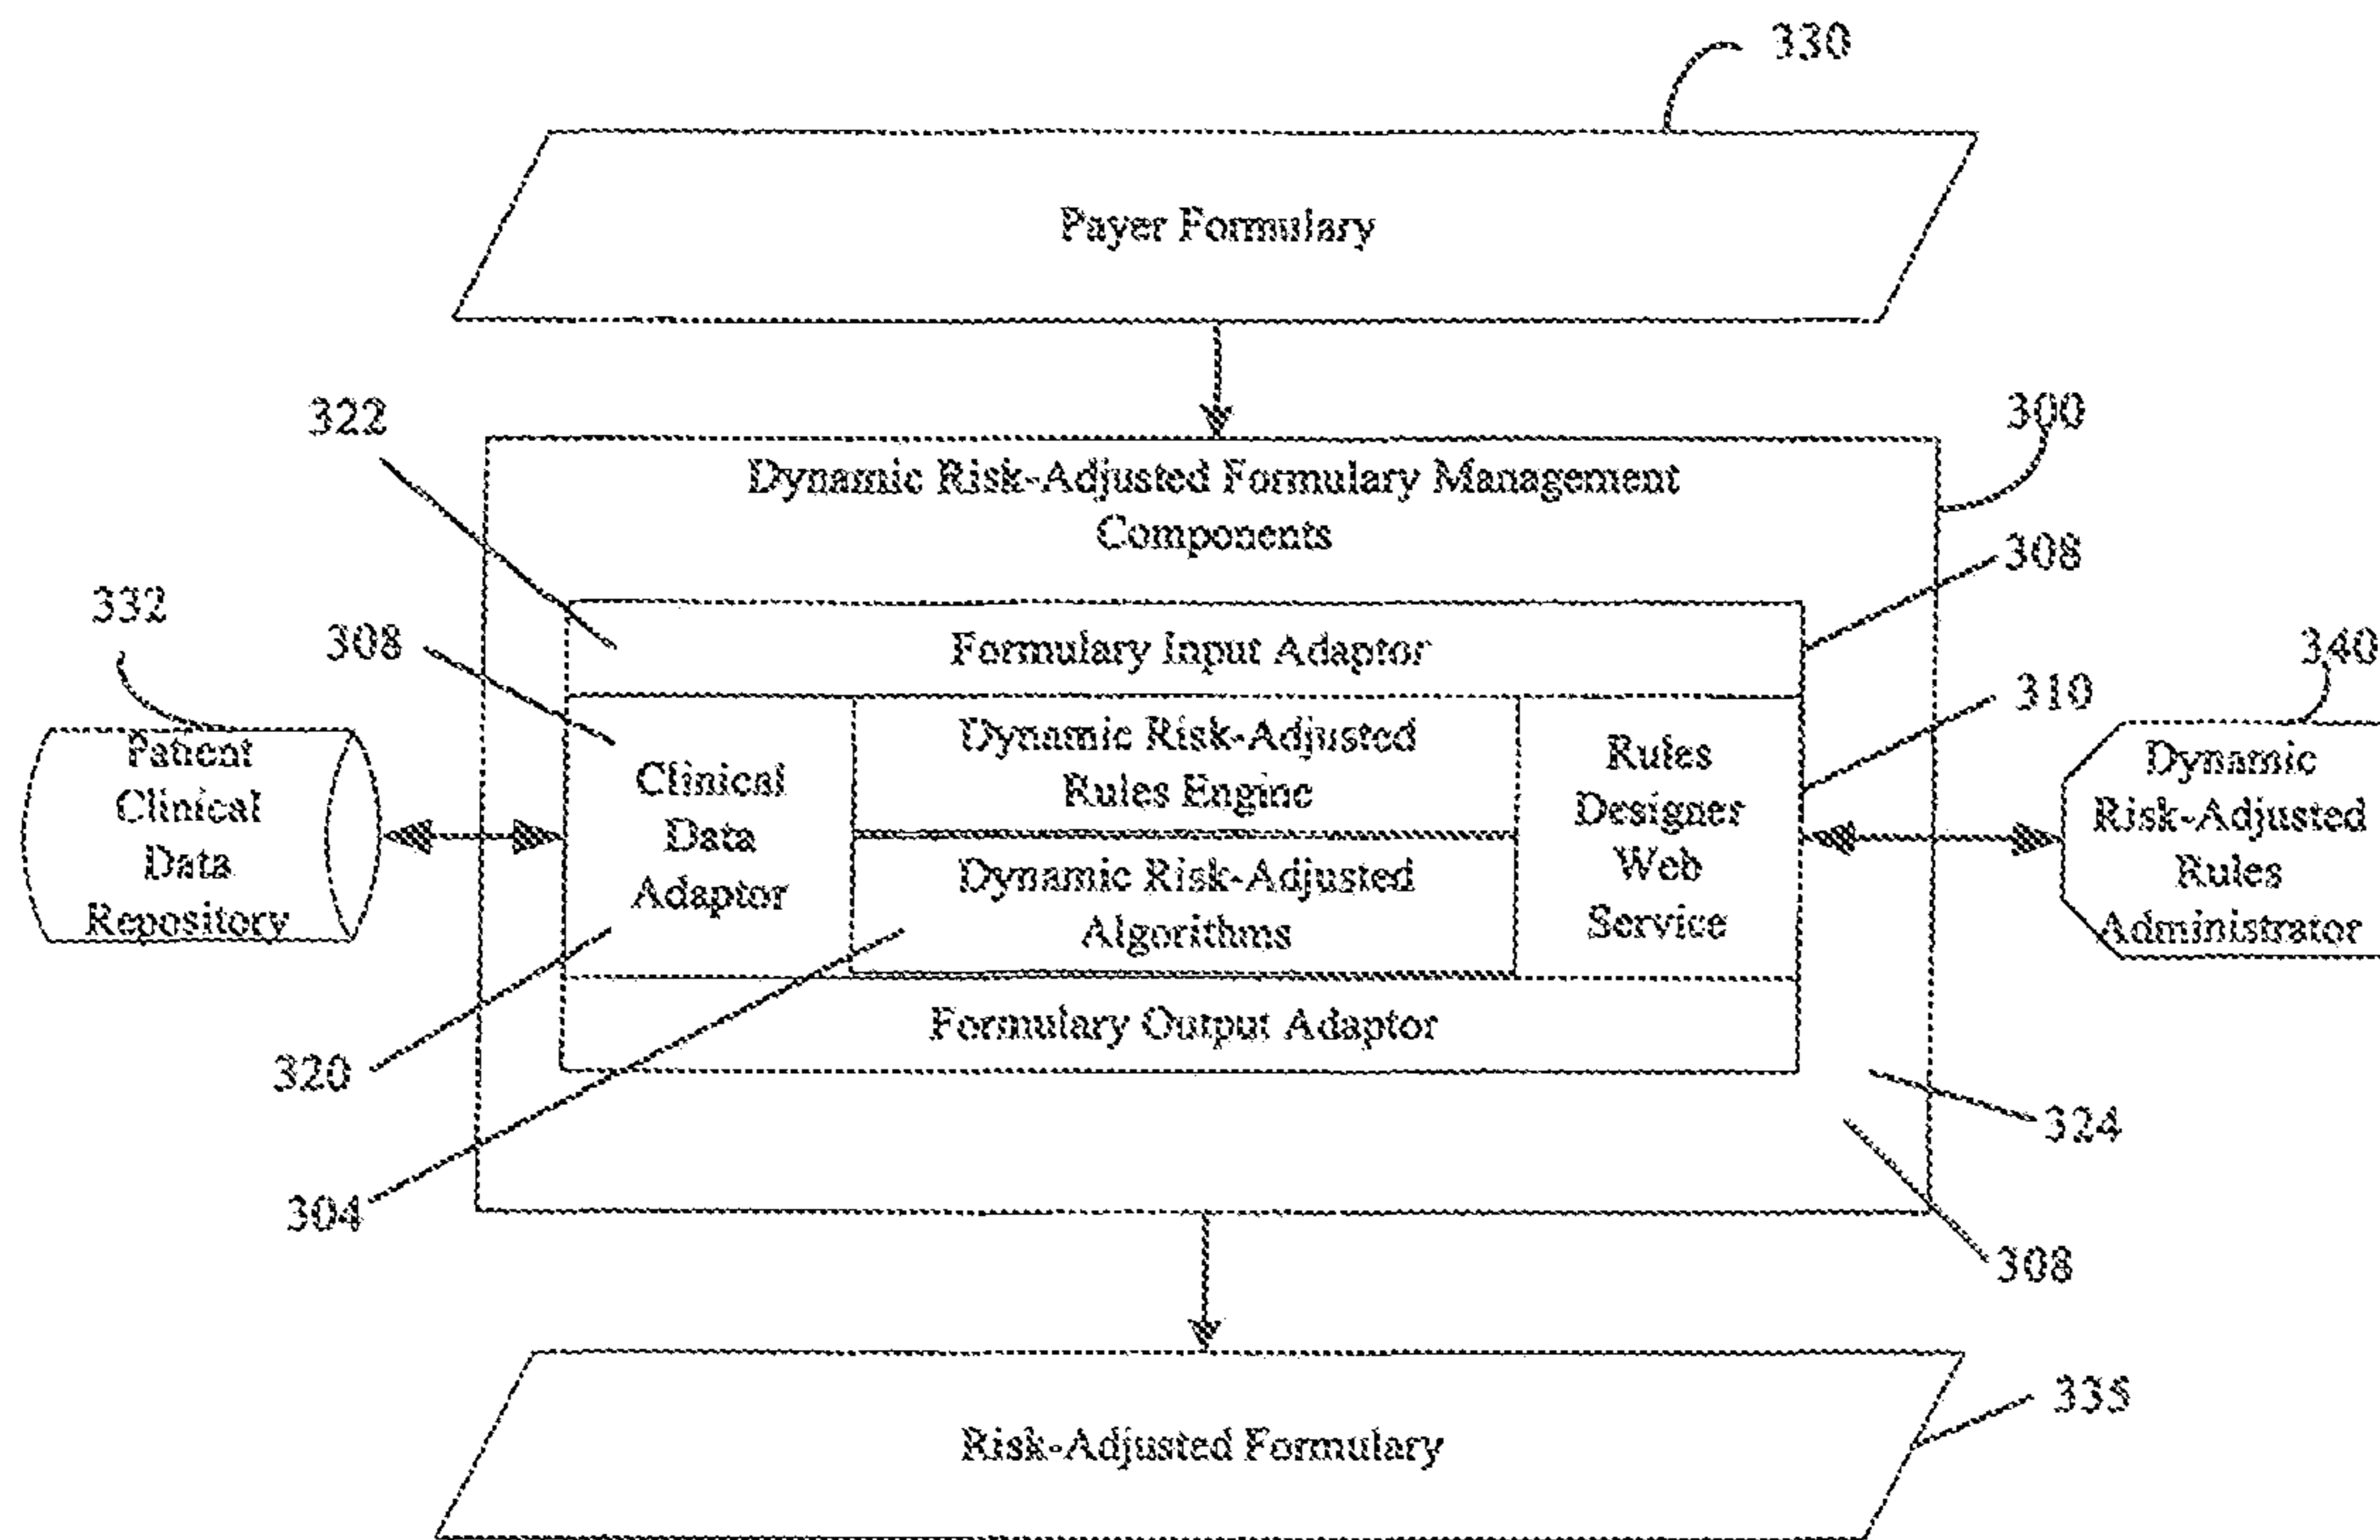 330
Payer Formulary
322
300
Dynamic Risk-Adjusted Formulary Management
Components
308
332
308
Formulary Input Adaptor
340
310
Patient
Clinical
Data
Repository
Clinical
Data
Adaptor
Dynamic Risk-Adjusted
Rules Engine
Dynamic Risk-Adjusted
Algorithms
Rules
Designer
Web
Service
Dynamic
Risk-Adjusted
Rules
Administrator
Formulary Output Adaptor
320
324
304
308
335
Risk-Adjusted Formulary